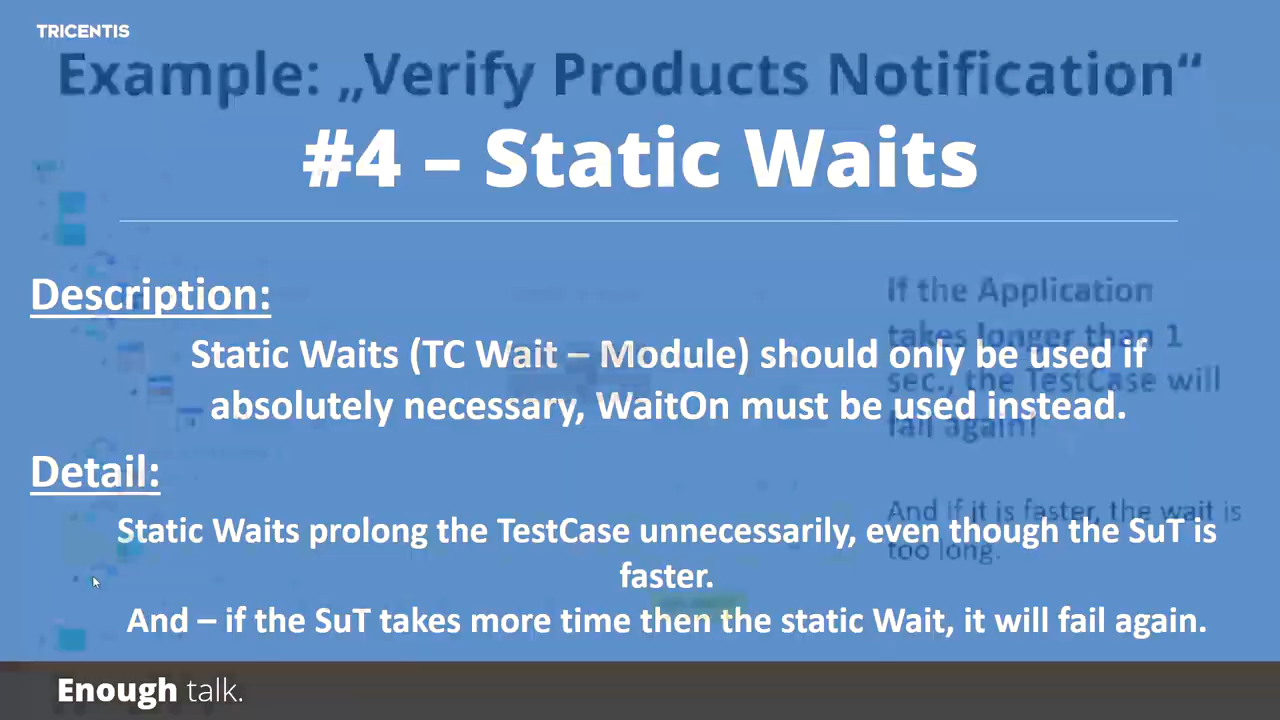 TRICENTIS
Example: „Verify Products Notification“
#4 – Static Waits
Description:
If the Application
takes longer than 1
Static Waits (TC Wait – Module) should only be used if
sec., the TestCase will
absolutely necessary, WaitOn must be used instead.
fail again!
Detail:
And if it is faster, the wait is
Static Waits prolong the TestCase unnecessarily, even though the SuT is
too long.
faster.
And – if the SuT takes more time then the static Wait, it will fail again.
Enough talk.